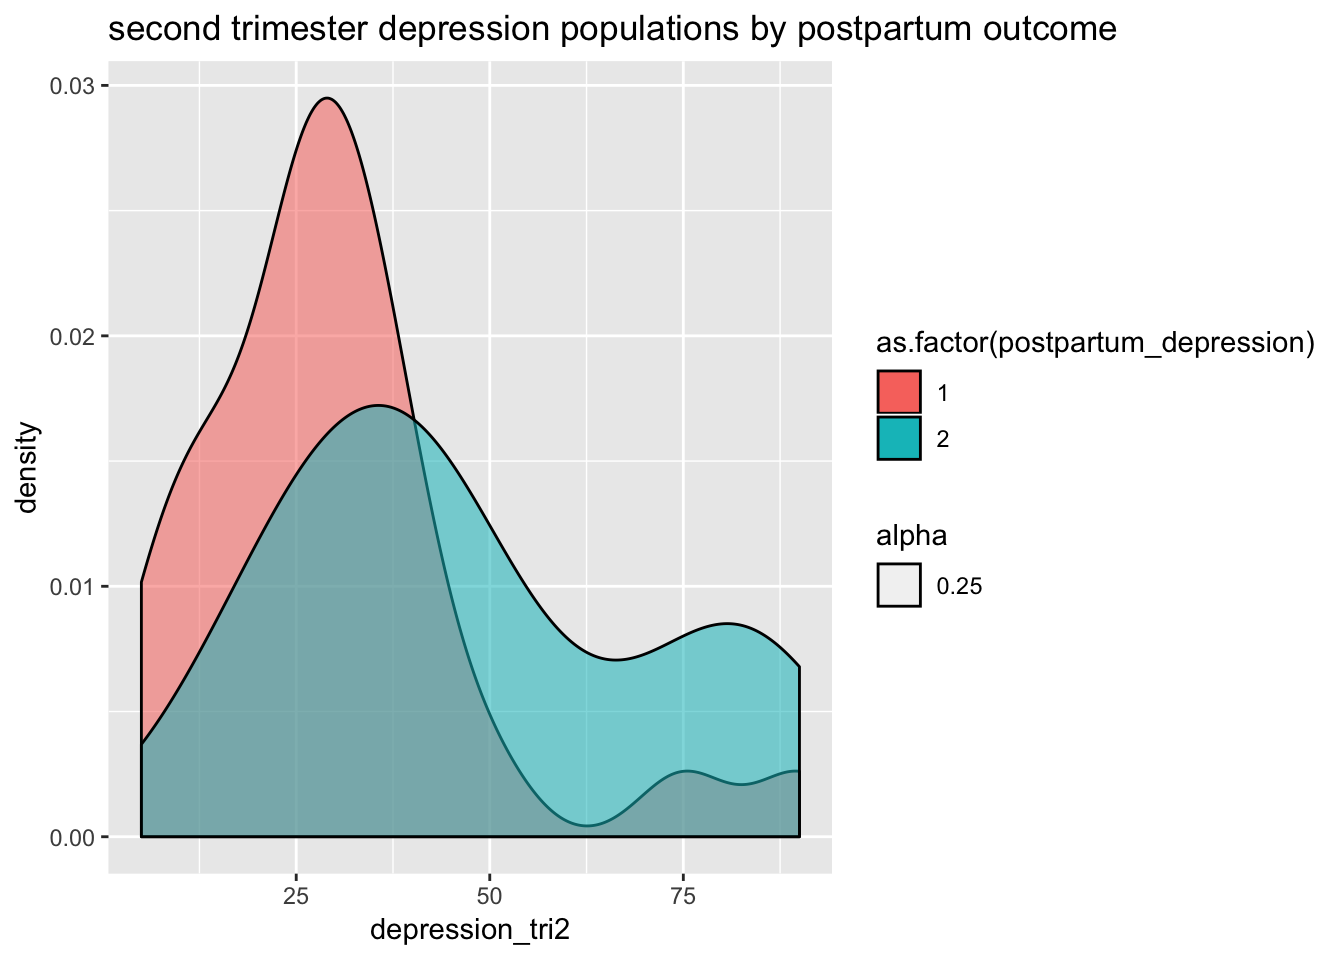 second trimester depression populations by postpartum outcome
0.03
0.02
0.01
0.00
density
25 50 75
depression_tri2
as.factor(postpartum_depression)
1
2
alpha
0.25